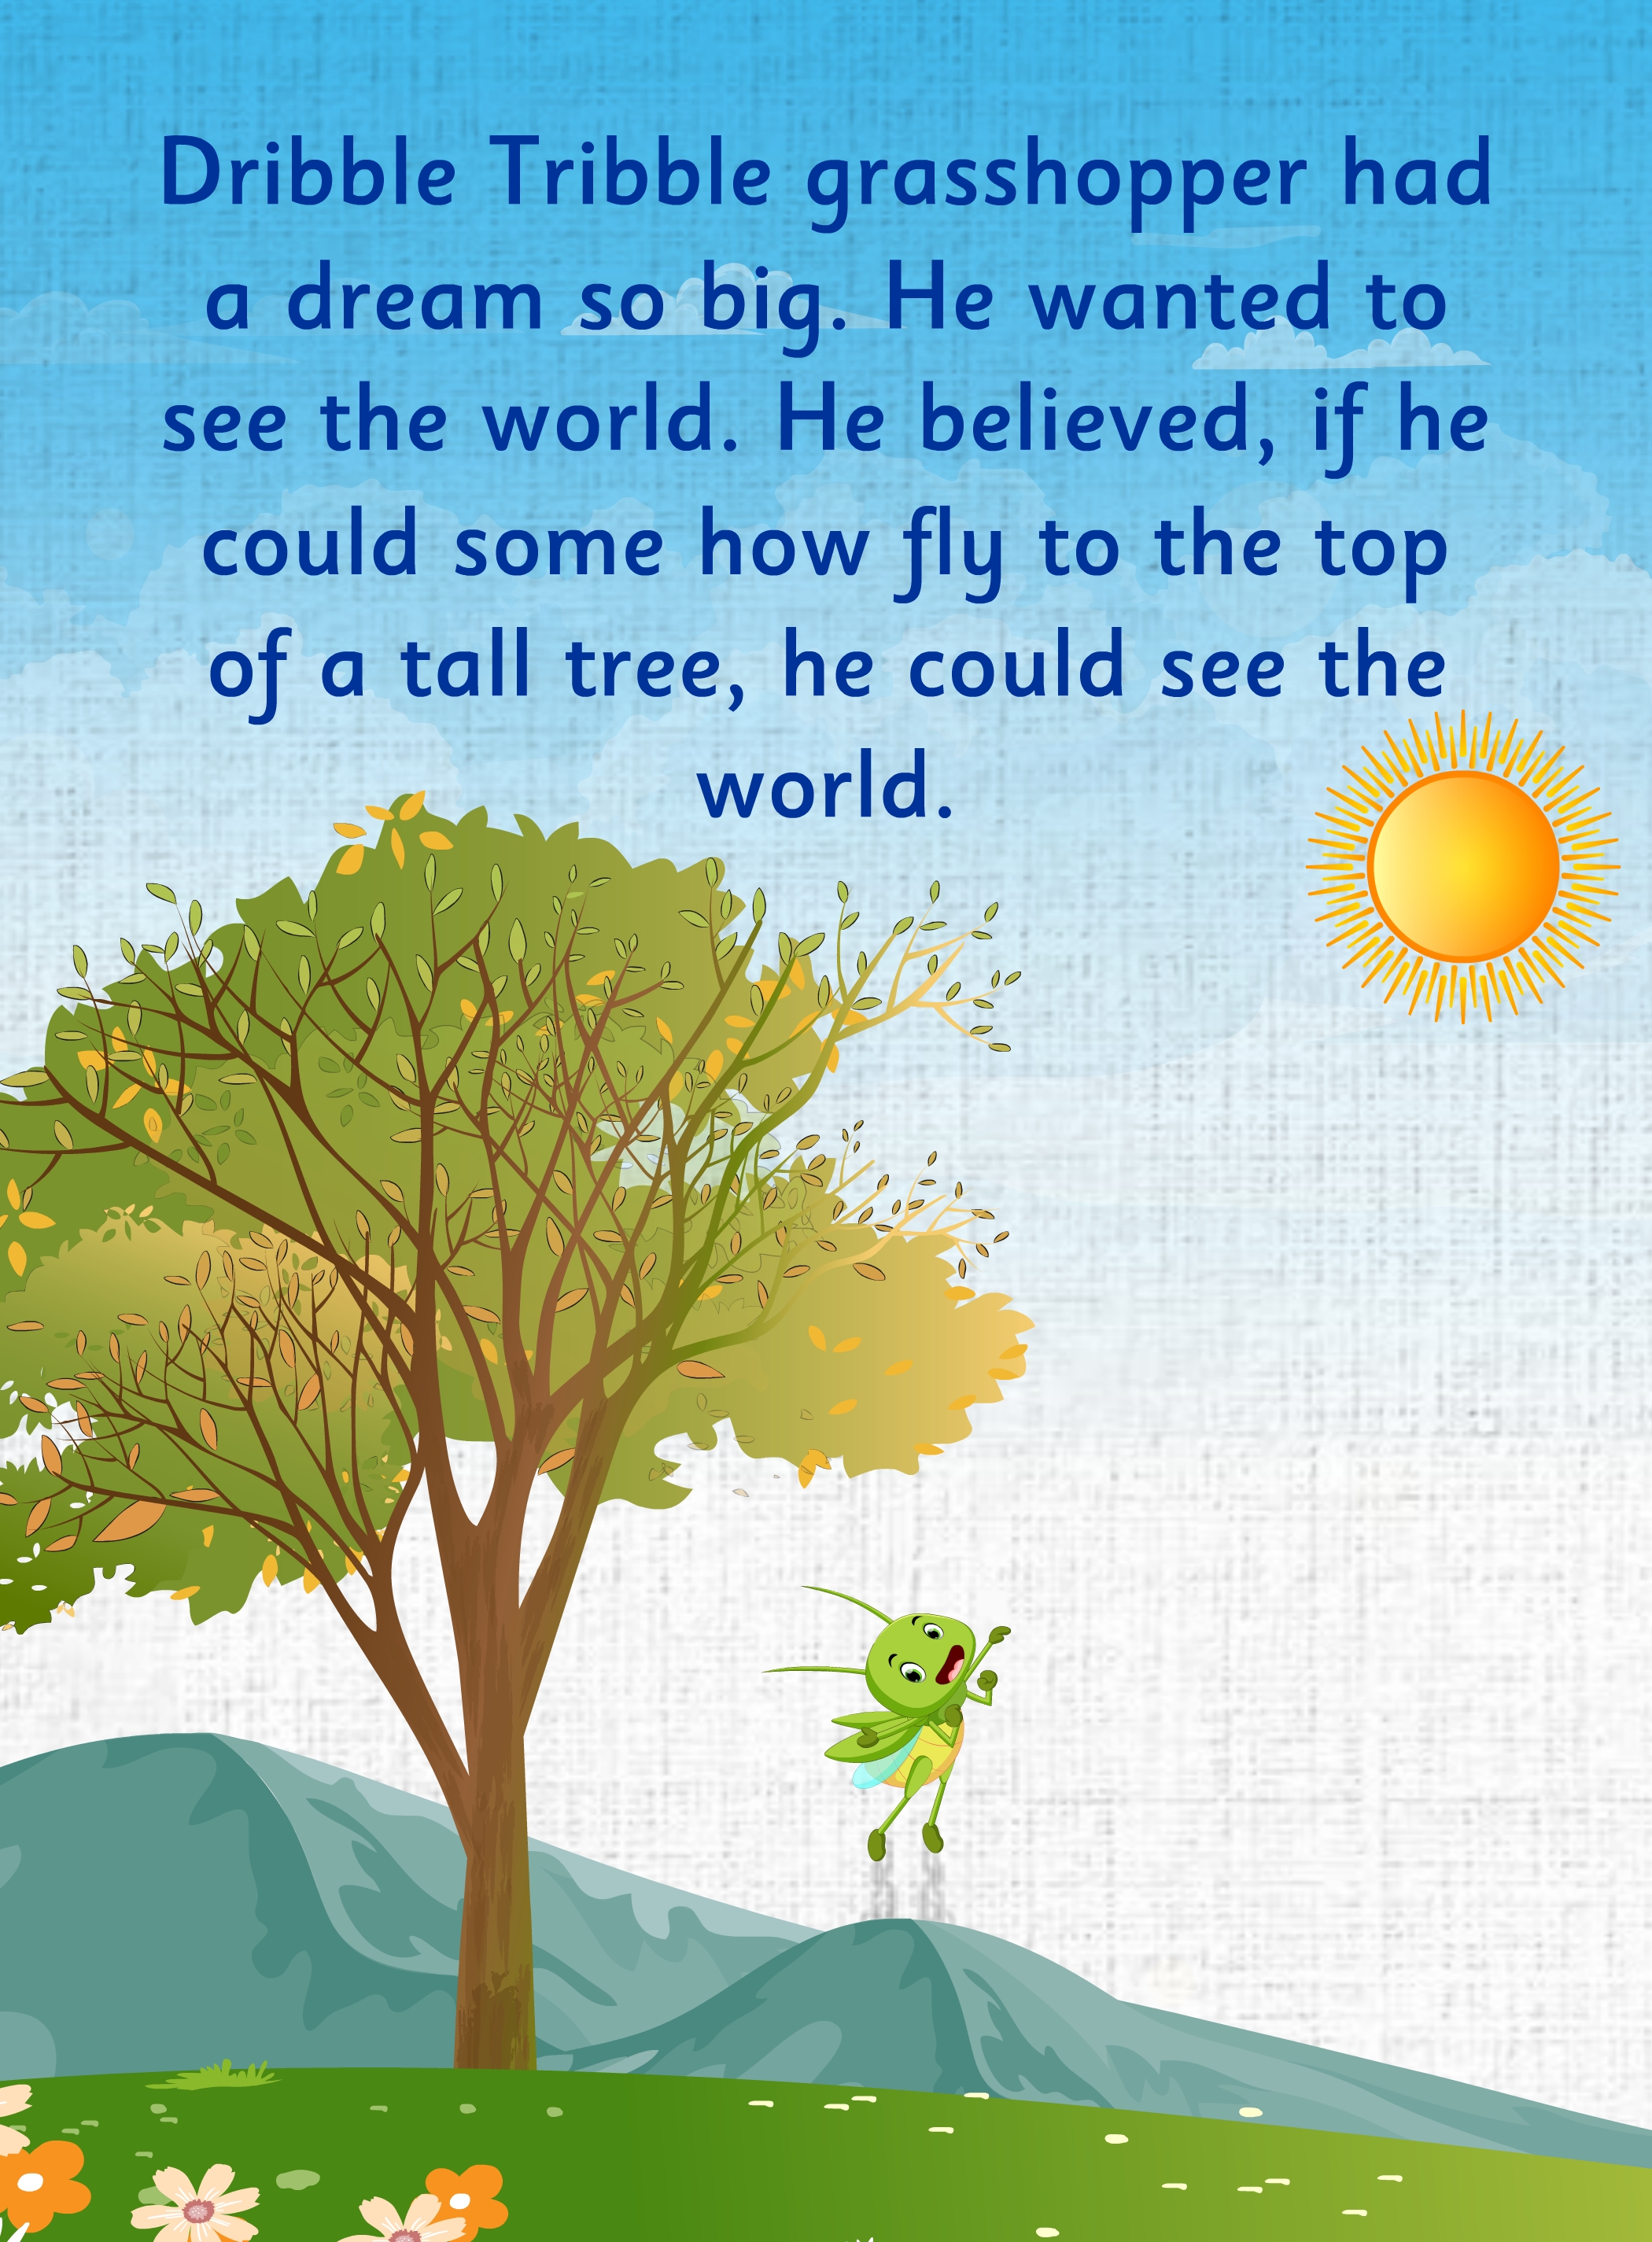 Dribble Tribble grasshopper had
a dream so big. He wanted to
see the world. He believed, if he
could some how fly to the top
of a tall tree, he could see the
world.